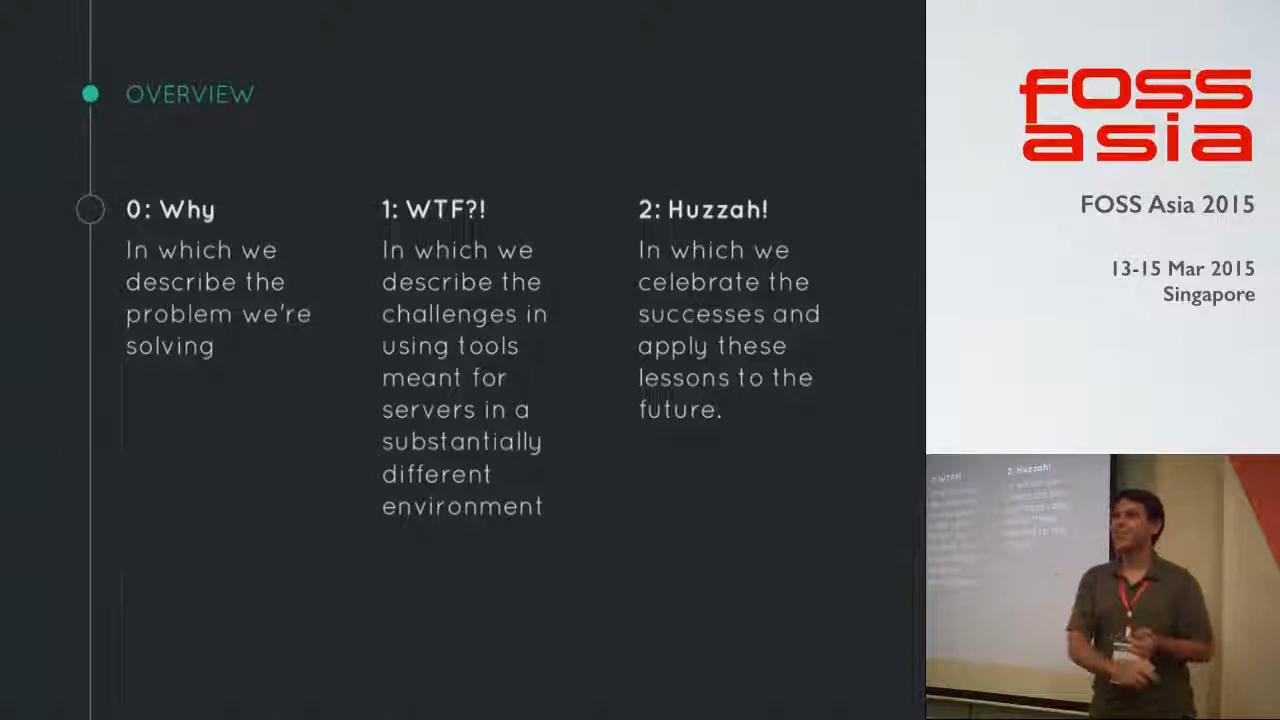 OVERVIEW
0: Why
In which we
describe the
problem we're
solving
1: WTF?!
In which we
describe the
challenges in
using tools
meant for
servers in a
substantially
different
environment
2: Huzzah!
In which we
celebrate the
successes and
apply these
lessons to the
future.
foss
asia
FOSS Asia 2015
13-15 Mar 2015
Singapore
2: Huzzah!